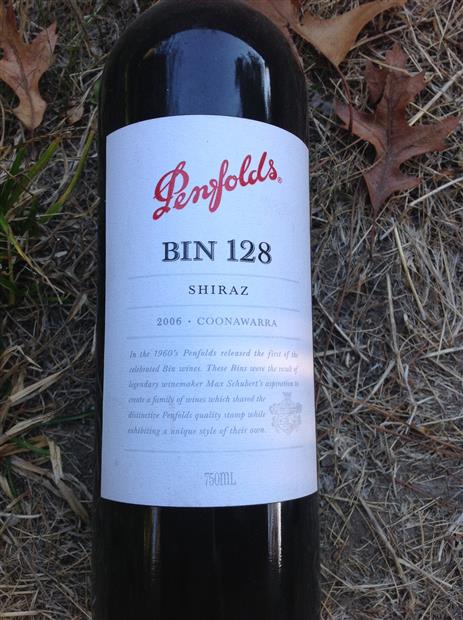 Penfolds®
BIN 128
SHIRAZ
2006 · COONAWARRA
In the 1960's Penfolds released the first of the
celebrated Bin wines. These Bins were the result of
legendary winemaker Max Schubert's aspiration to
create a family of wines which shared the
distinctive Penfolds quality stamp while
exhibiting a unique style of their own.
750ML